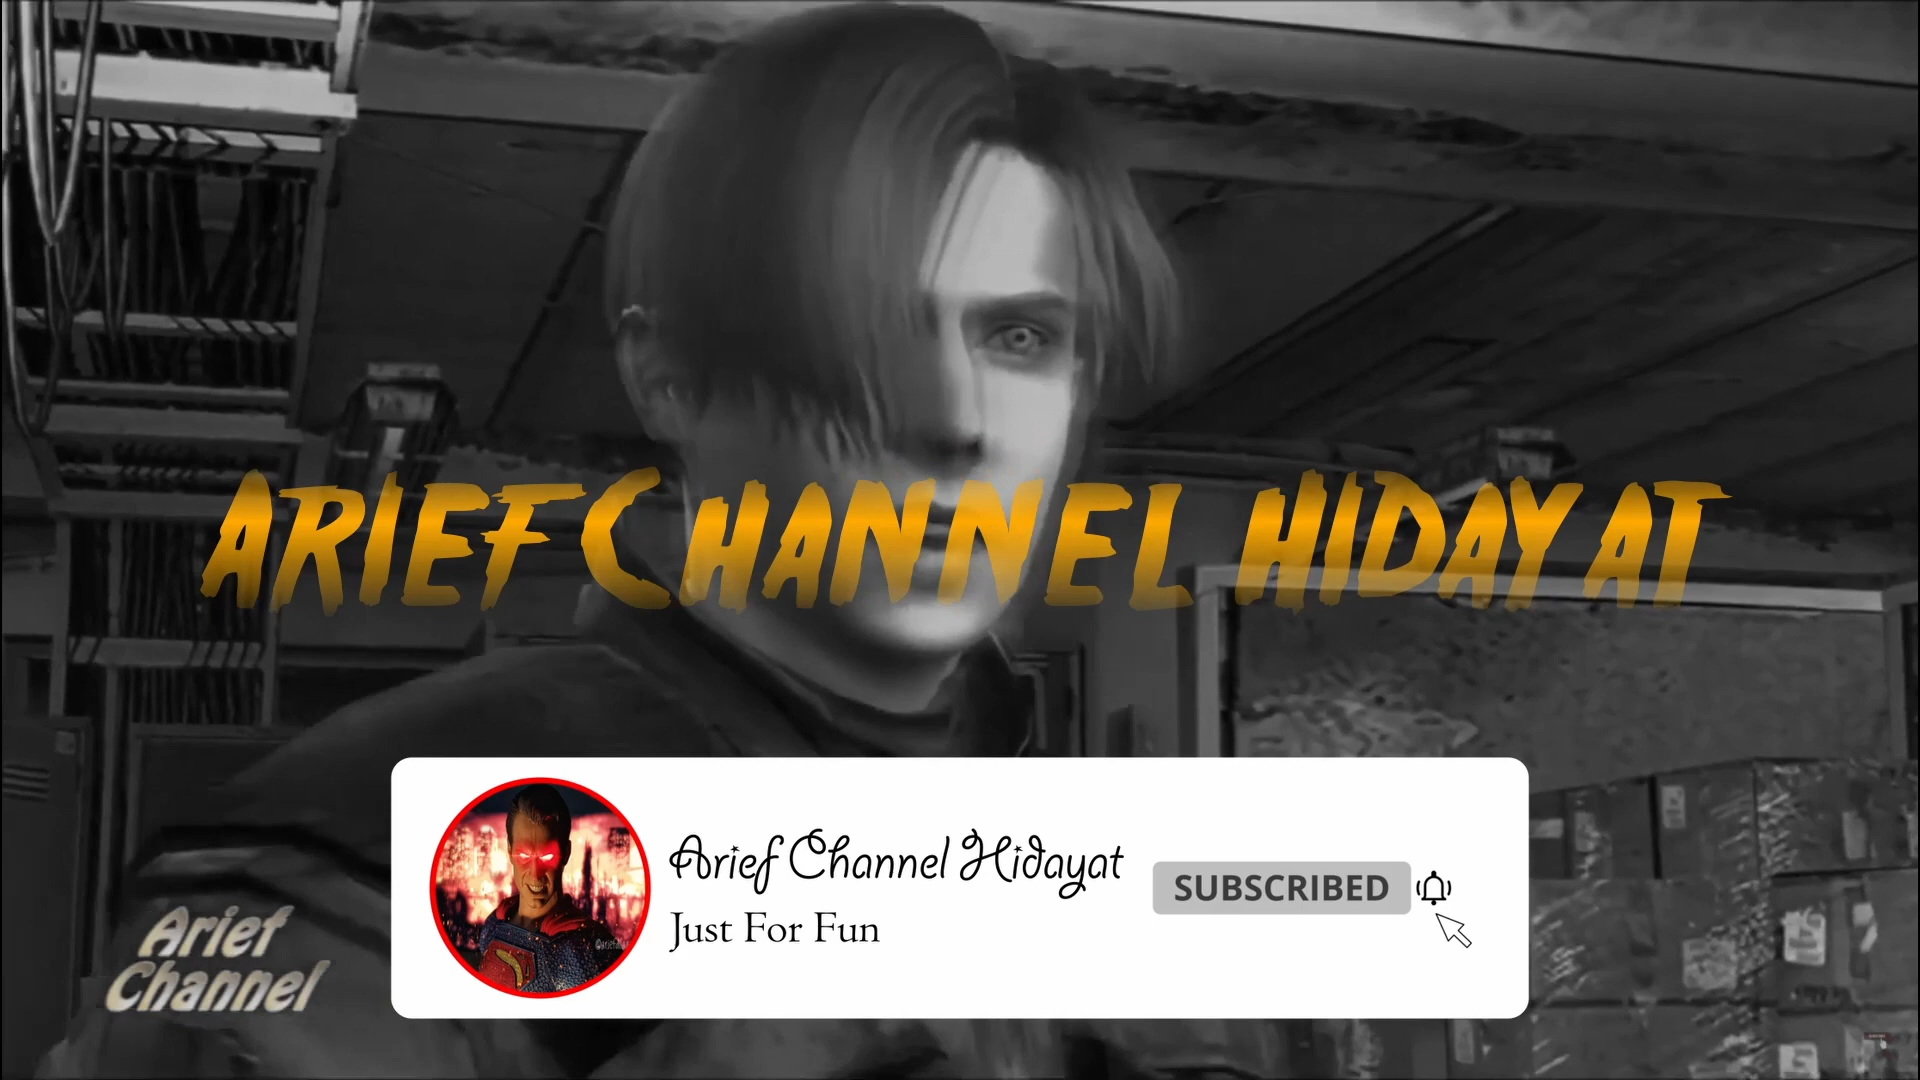 ARIEF CHANNEL HIDAYAT
Arief Channel Hidayat
Just For Fun
SUBSCRIBED
Arief
Channel